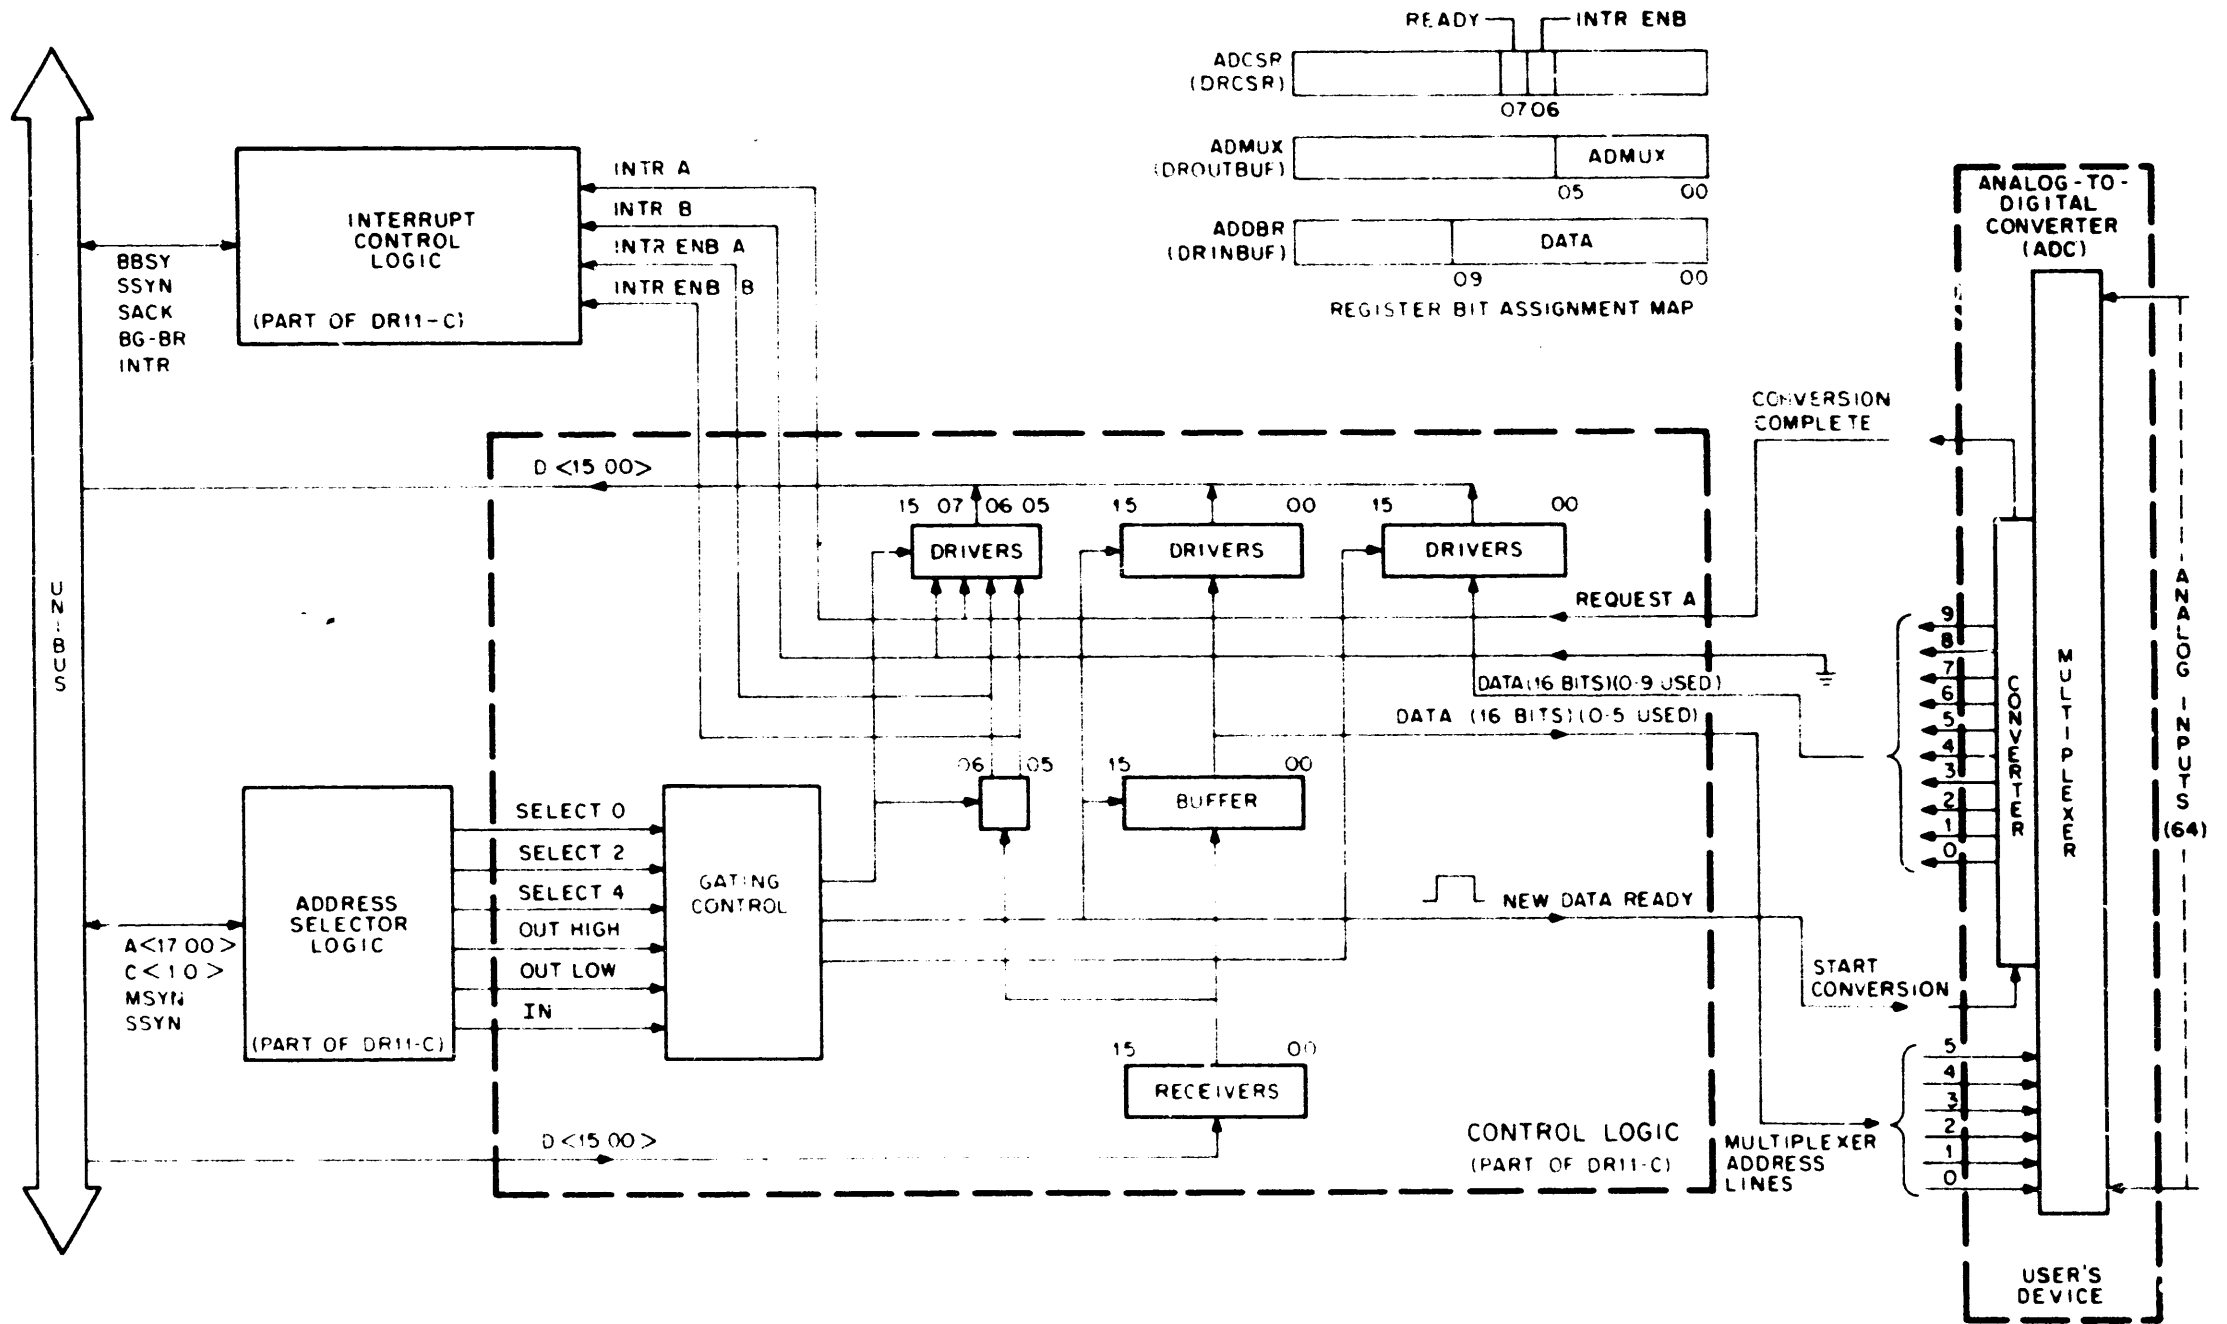 READY
INTR ENB
ADCSR
(DRCSR)
07 06
ADMUX
(DROUTBUF)
ADMUX
05 00
ADDBR
(DRINBUF)
DATA
09 00
REGISTER BIT ASSIGNMENT MAP
UNIBUS
INTERRUPT
CONTROL
LOGIC
(PART OF DR11-C)
BBSY
SSYN
SACK
BG-BR
INTR
INTR A
INTR B
INTR ENB A
INTR ENB B
D <15 00>
15 07 06 05
DRIVERS
15 00
DRIVERS
15 00
DRIVERS
REQUEST A
DATA (16 BITS)(0-9 USED)
DATA (16 BITS)(0-5 USED)
06 05
15 00
BUFFER
ADDRESS
SELECTOR
LOGIC
(PART OF DR11-C)
A<17 00>
C<1 0>
MSYN
SSYN
SELECT 0
SELECT 2
SELECT 4
OUT HIGH
OUT LOW
IN
GATING
CONTROL
NEW DATA READY
15 00
RECEIVERS
D<15 00>
CONTROL LOGIC
(PART OF DR11-C)
CONVERSION
COMPLETE
START
CONVERSION
MULTIPLEXER
ADDRESS
LINES
ANALOG-TO-
DIGITAL
CONVERTER
(ADC)
9
8
7
6
5
4
3
2
1
0
CONVERTER
MULTIPLEXER
5
4
3
2
1
0
ANALOG INPUTS
(64)
USER'S
DEVICE